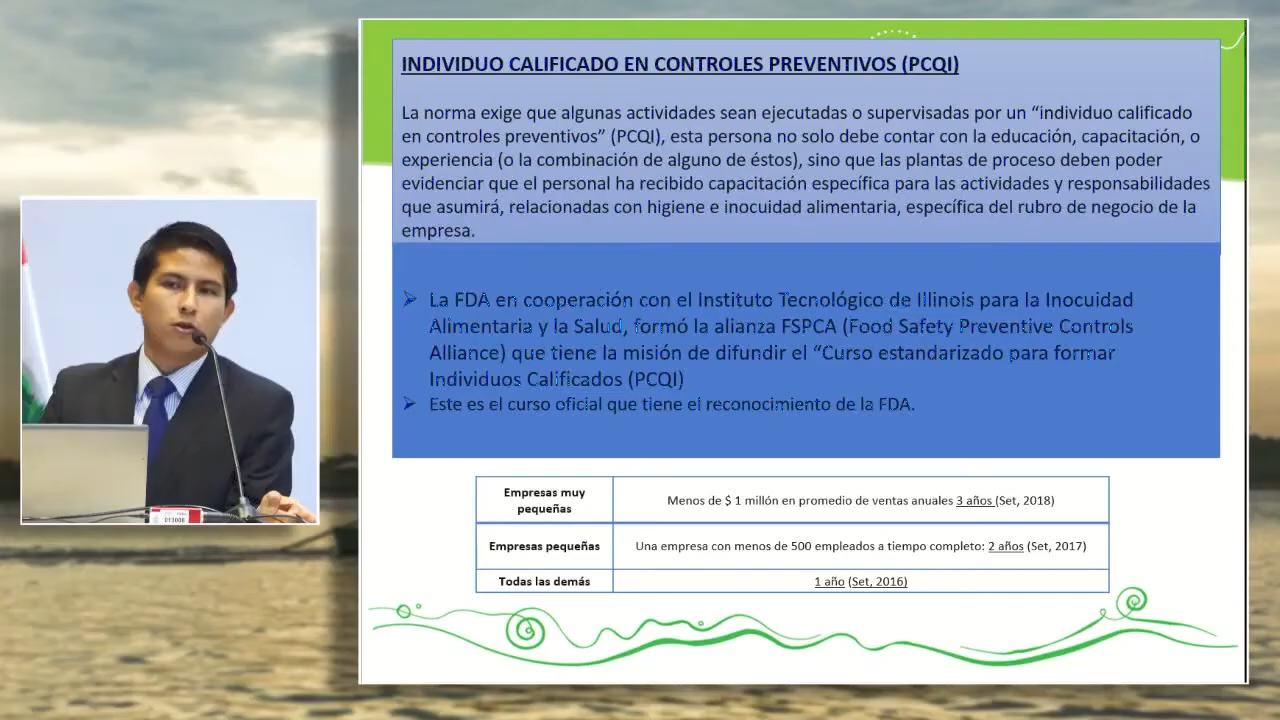 INDIVIDUO CALIFICADO EN CONTROLES PREVENTIVOS (PCQI)
La norma exige que algunas actividades sean ejecutadas o supervisadas por un “individuo calificado
en controles preventivos” (PCQI), esta persona no solo debe contar con la educación, capacitación, o
experiencia (o la combinación de alguno de éstos), sino que las plantas de proceso deben poder
evidenciar que el personal ha recibido capacitación específica para las actividades y responsabilidades
que asumirá, relacionadas con higiene e inocuidad alimentaria, específica del rubro de negocio de la
empresa.
➢ La FDA en cooperación con el Instituto Tecnológico de Illinois para la Inocuidad
Alimentaria y la Salud, formó la alianza FSPCA (Food Safety Preventive Controls
Alliance) que tiene la misión de difundir el “Curso estandarizado para formar
Individuos Calificados (PCQI)
➢ Este es el curso oficial que tiene el reconocimiento de la FDA.
Empresas muy pequeñas
Menos de $ 1 millón en promedio de ventas anuales 3 años (Set, 2018)
Empresas pequeñas
Una empresa con menos de 500 empleados a tiempo completo: 2 años (Set, 2017)
Todas las demás
1 año (Set, 2016)